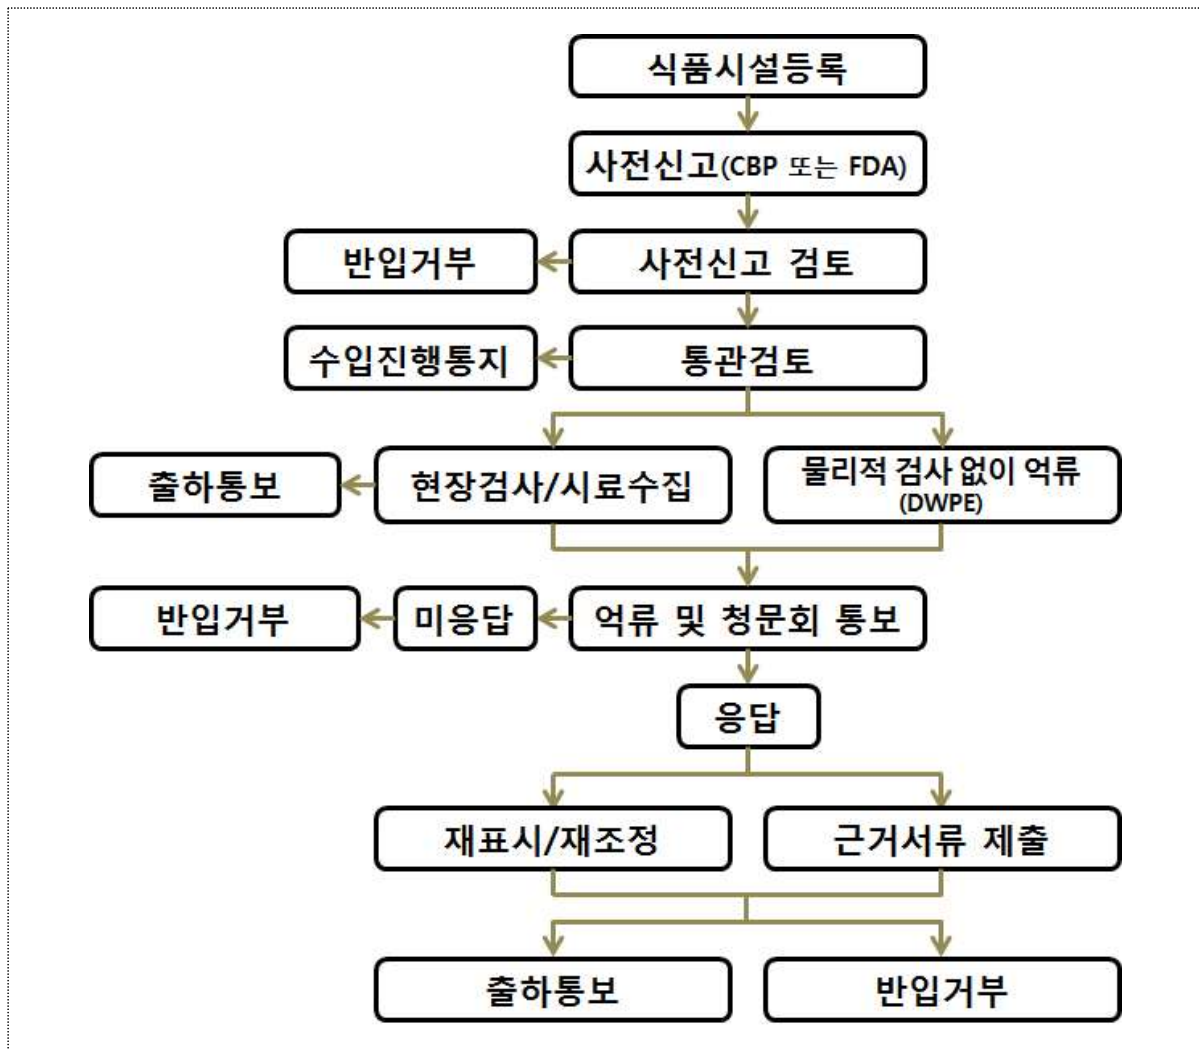 식품시설등록
사전신고(CBP 또는 FDA)
반입거부
사전신고 검토
수입진행통지
통관검토
출하통보
현장검사/시료수집
물리적 검사 없이 억류
(DWPE)
반입거부
미응답
억류 및 청문회 통보
응답
재표시/재조정
근거서류 제출
출하통보
반입거부